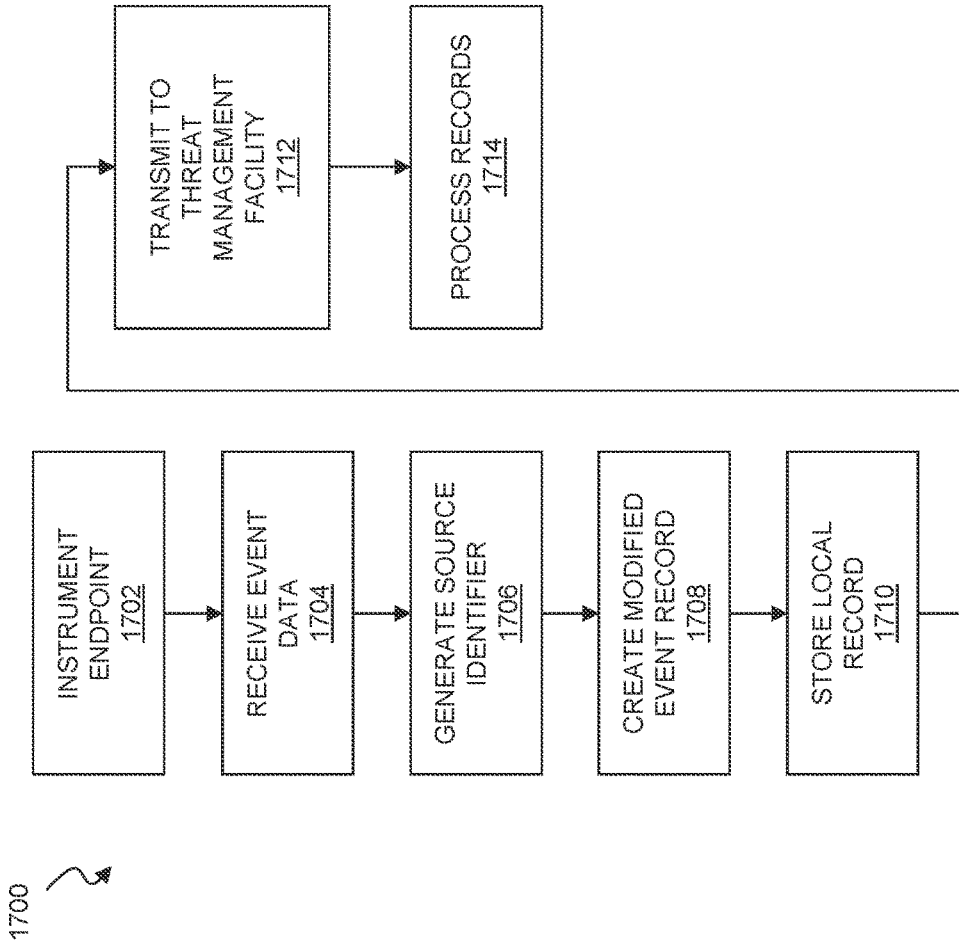 1700
INSTRUMENT
ENDPOINT
1702
RECEIVE EVENT
DATA
1704
GENERATE SOURCE
IDENTIFIER
1706
CREATE MODIFIED
EVENT RECORD
1708
STORE LOCAL
RECORD
1710
TRANSMIT TO
THREAT
MANAGEMENT
FACILITY
1712
PROCESS RECORDS
1714